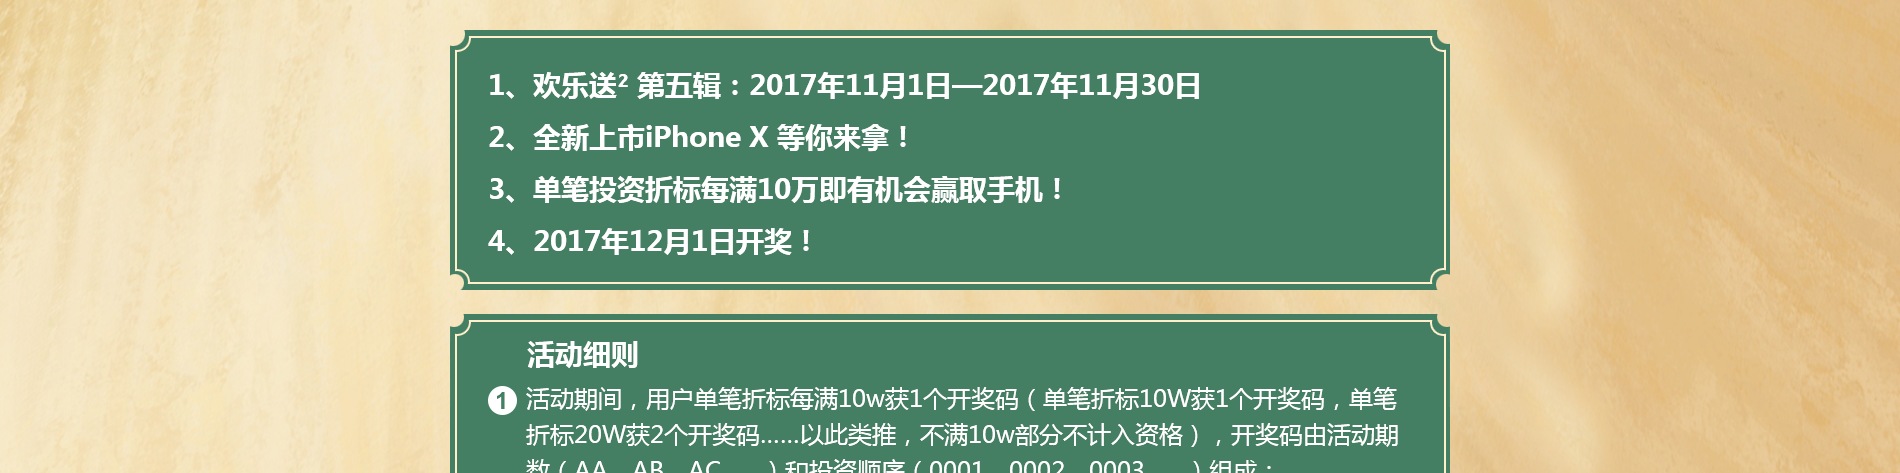 1、欢乐送² 第五辑：2017年11月1日—2017年11月30日
2、全新上市iPhone X 等你来拿！
3、单笔投资折标每满10万即有机会赢取手机！
4、2017年12月1日开奖！
活动细则
1 活动期间，用户单笔折标每满10w获1个开奖码（单笔折标10W获1个开奖码，单笔
折标20W获2个开奖码……以此类推，不满10w部分不计入资格），开奖码由活动期
数（AA、AB、AC……）和投资顺序（0001、0002、0003……）组成；